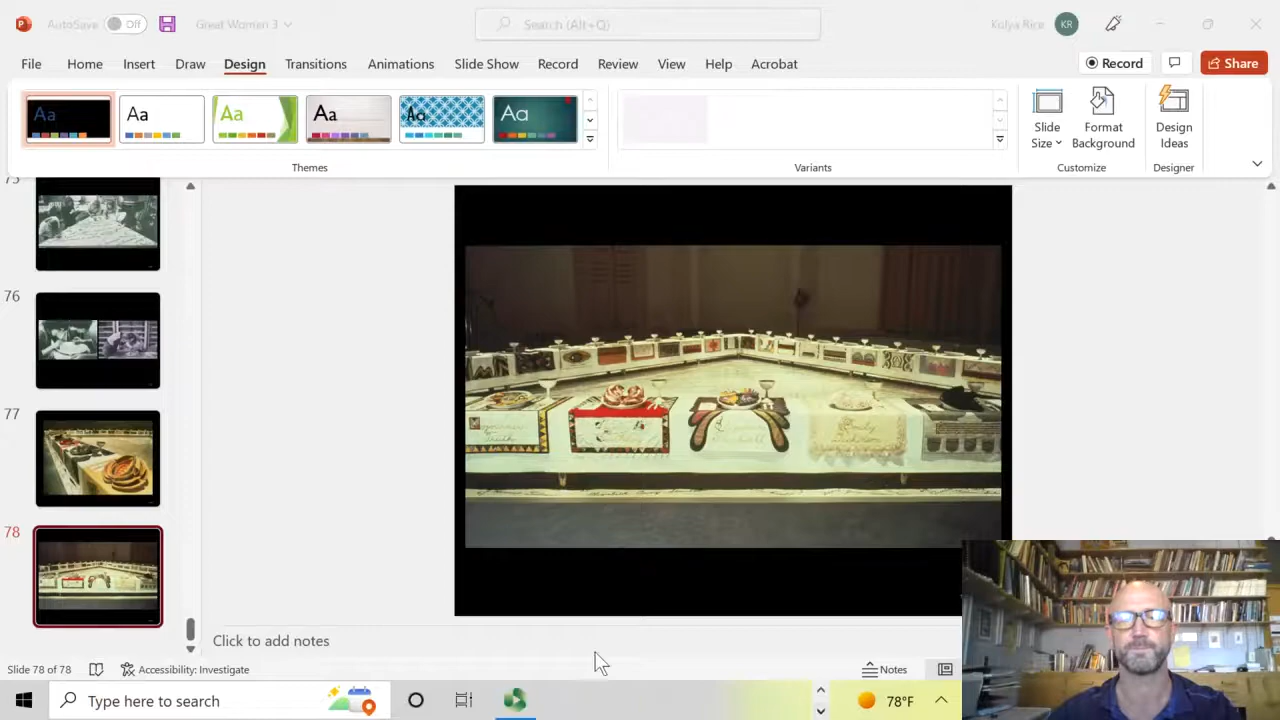 AutoSave Off Great Women 3 Search (Alt+Q) Kolya Rice KR
File Home Insert Draw Design Transitions Animations Slide Show Record Review View Help Acrobat Record Share
Aa Aa Aa Aa Aa Aa
Slide Size
Format Background
Design Ideas
Themes Variants Customize Designer
75
76
77
78
Emily
Click to add notes
Slide 78 of 78 Accessibility: Investigate Notes
Type here to search 78°F